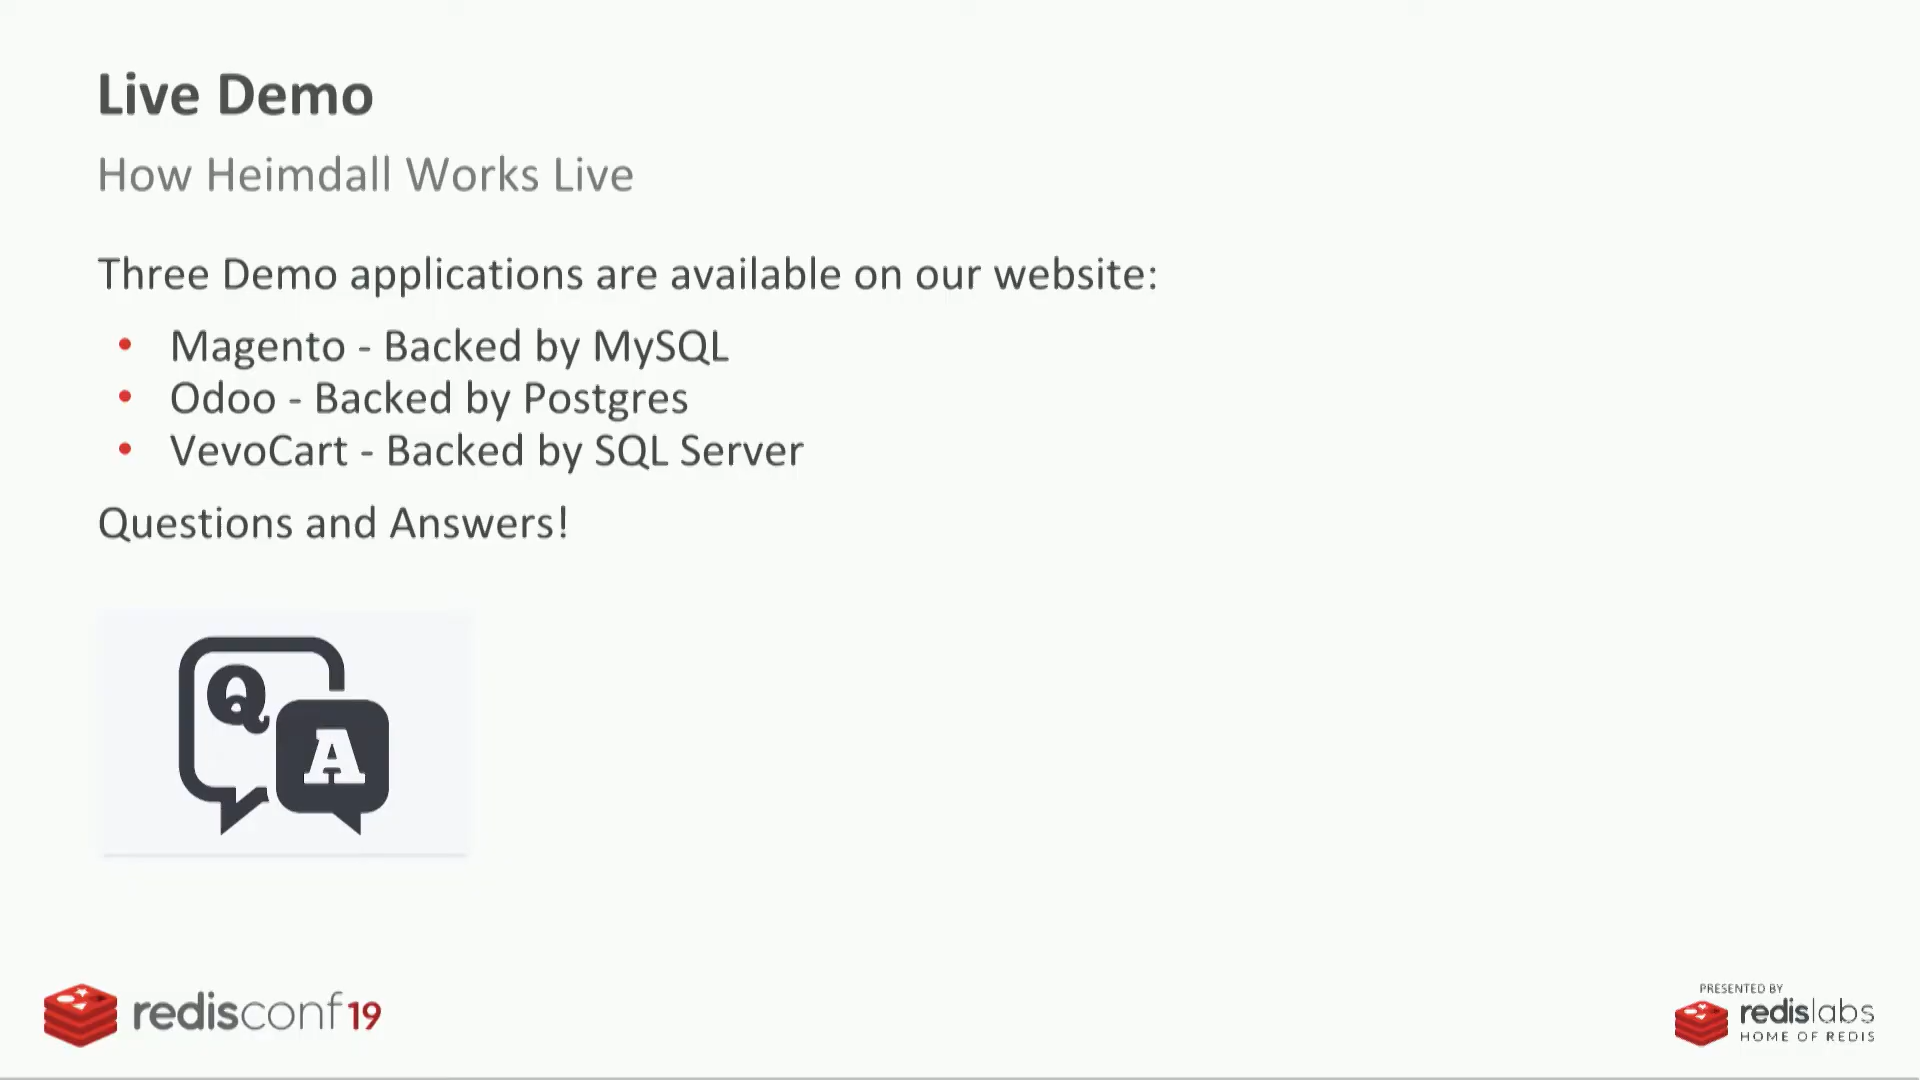 Live Demo
How Heimdall Works Live
Three Demo applications are available on our website:
• Magento - Backed by MySQL
• Odoo - Backed by Postgres
• VevoCart - Backed by SQL Server
Questions and Answers!
Q
A
redisconf19
PRESENTED BY
redislabs
HOME OF REDIS